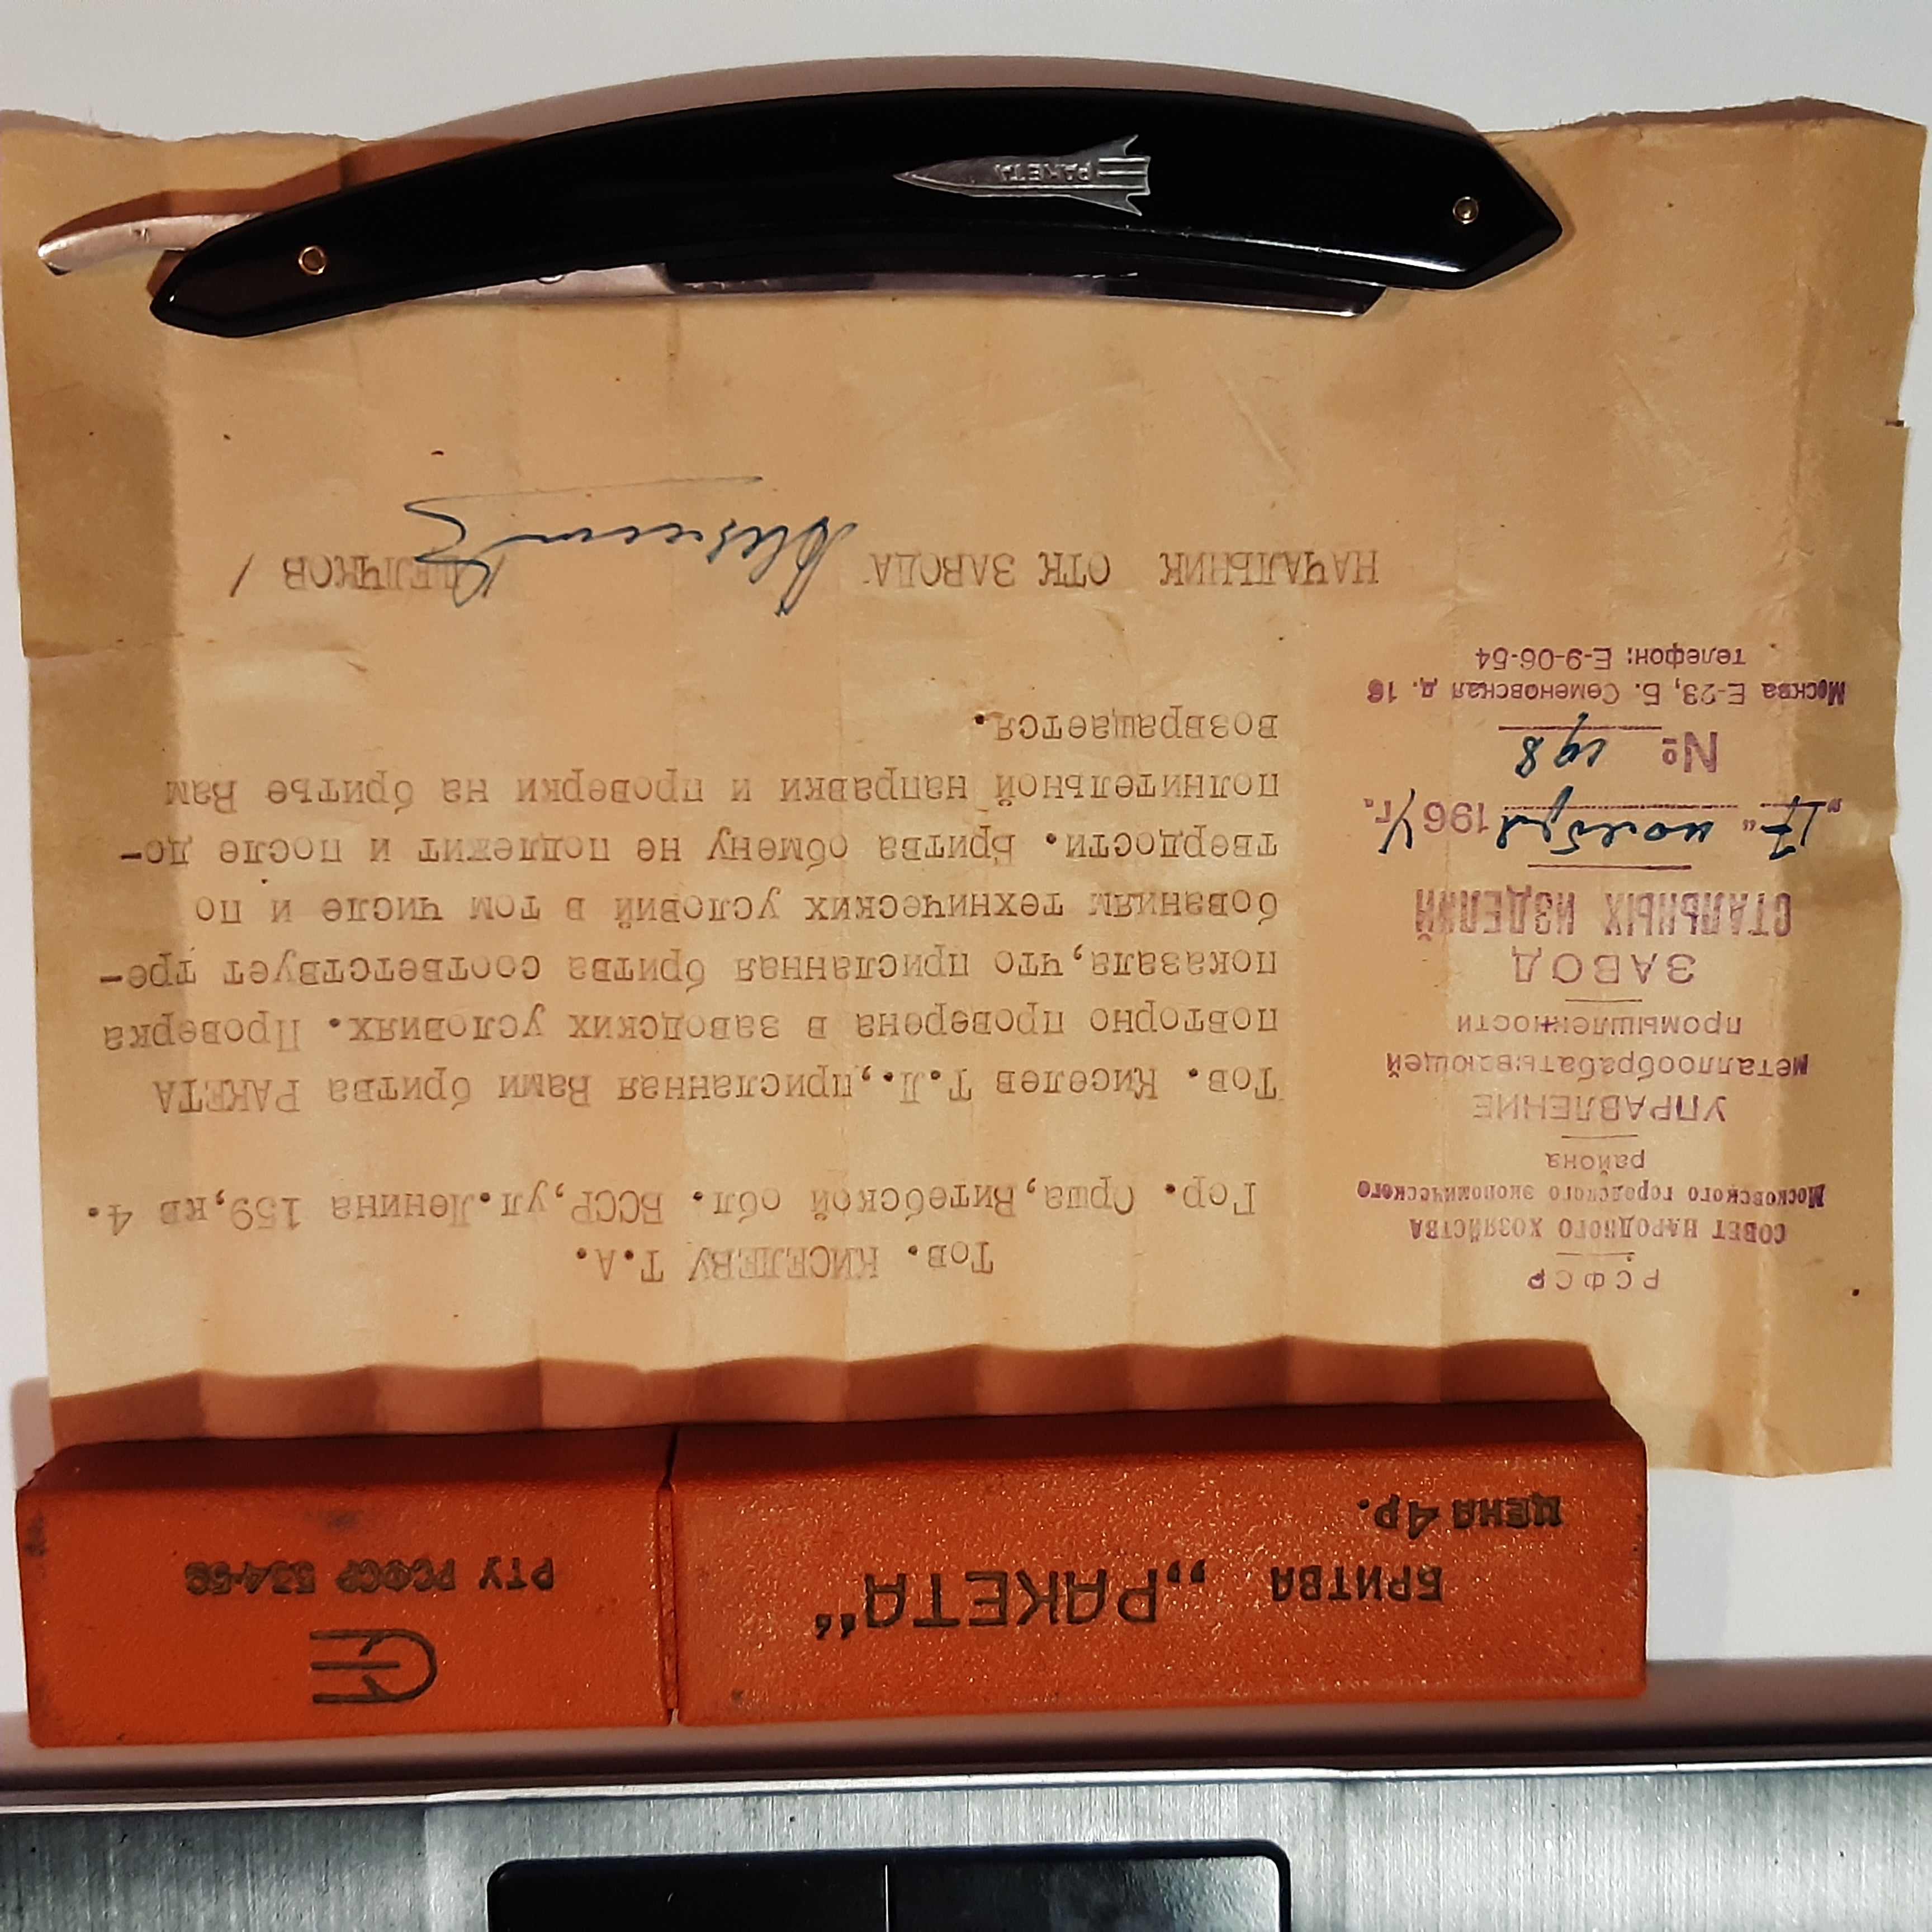 БРИТВА „РАКЕТА“
ЦЕНА 4р.
РТУ РСФСР 534-59
РСФСР
СОВЕТ НАРОДНОГО ХОЗЯЙСТВА
Московского городского экономического
района
УПРАВЛЕНИЕ
металлообрабатывающей
промышленности
ЗАВОД
СТАЛЬНЫХ ИЗДЕЛИЙ
„17“ ноября 1964г.
№ 198
Москва Е-23, Б. Семеновская д. 16
телефон: Е-9-06-54
Тов. КИСЕЛЕВУ Т.А.
Гор. Орша,Витебской обл. БССР,ул.Ленина 159,кв 4.
Тов. Киселев Т.Л.,присланная Вами бритва РАКЕТА
повторно проверена в заводских условиях. Проверка
показала,что присланная бритва соответствует тре-
бованиям технических условий в том числе и по
твердости. Бритва обмену не подлежит и после до-
полнительной направки и проверки на бритье Вам
возвращается.
НАЧАЛЬНИК ОТК ЗАВОДА /
РАКЕТА